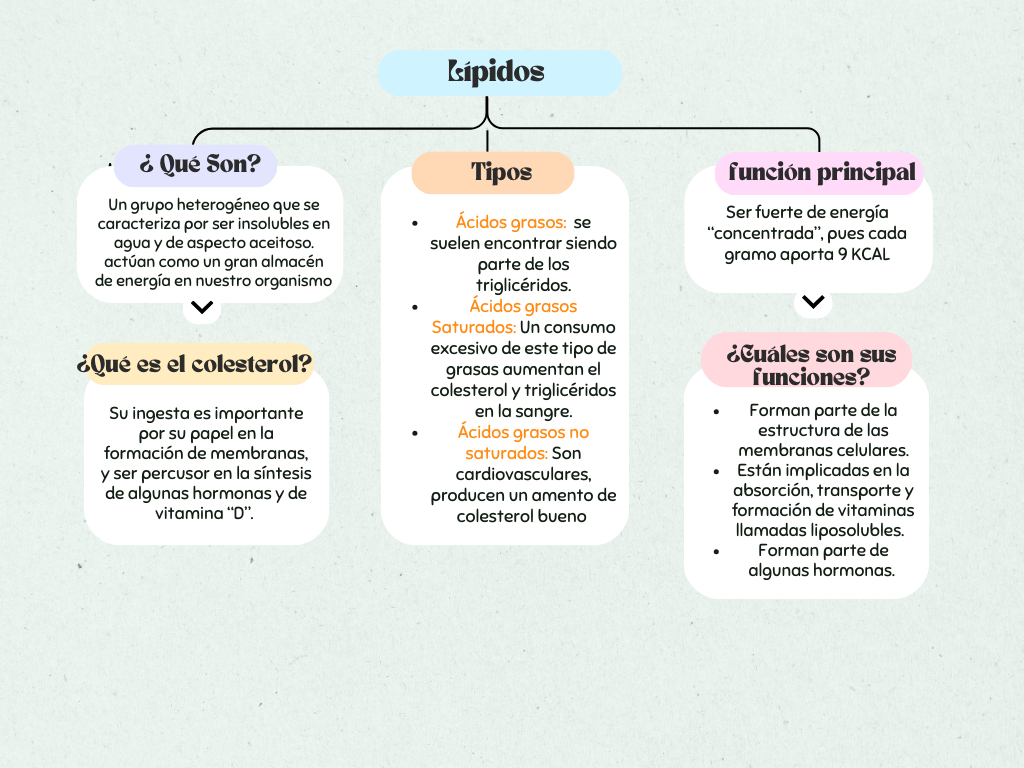 Lípidos
¿ Qué Son?
Un grupo heterogéneo que se
caracteriza por ser insolubles en
agua y de aspecto aceitoso.
actúan como un gran almacén
de energía en nuestro organismo
¿Qué es el colesterol?
Su ingesta es importante
por su papel en la
formación de membranas,
y ser percusor en la síntesis
de algunas hormonas y de
vitamina “D”.
Tipos
• Ácidos grasos: se
suelen encontrar siendo
parte de los
triglicéridos.
• Ácidos grasos
Saturados: Un consumo
excesivo de este tipo de
grasas aumentan el
colesterol y triglicéridos
en la sangre.
• Ácidos grasos no
saturados: Son
cardiovasculares,
producen un amento de
colesterol bueno
función principal
Ser fuerte de energía
“concentrada”, pues cada
gramo aporta 9 KCAL
¿Cuáles son sus
funciones?
• Forman parte de la
estructura de las
membranas celulares.
• Están implicadas en la
absorción, transporte y
formación de vitaminas
llamadas liposolubles.
• Forman parte de
algunas hormonas.